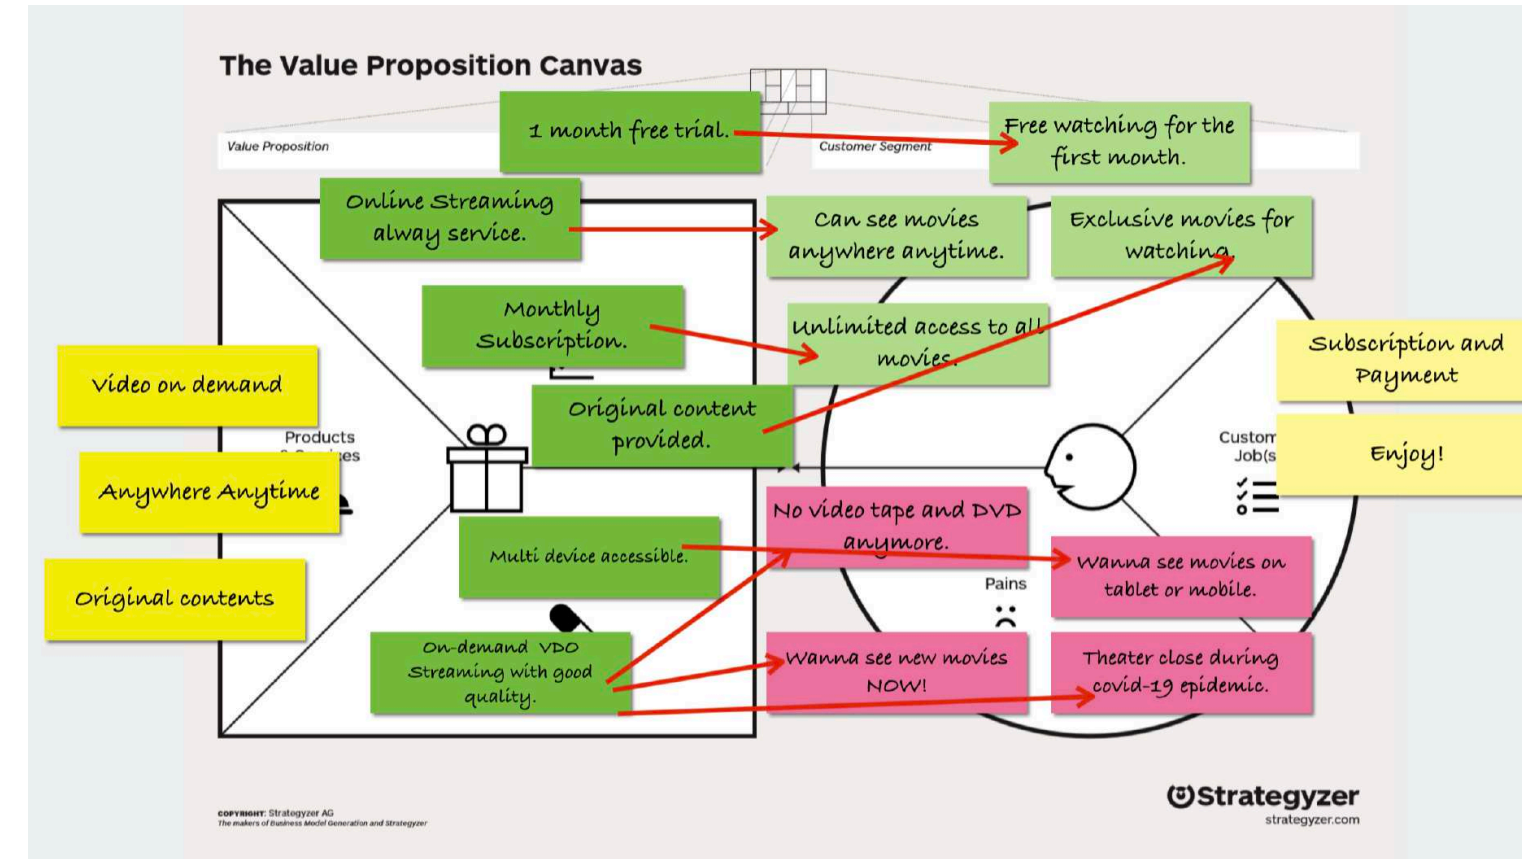 The Value Proposition Canvas
1 month free trial.
Free watching for the
first month.
Value Proposition
Customer Segment
Online Streaming
alway service.
Can see movies
anywhere anytime.
Exclusive movies for
watching.
Monthly
Subscription.
Unlimited access to all
movies.
Subscription and
Payment
Video on demand
Original content
provided.
Products
Custom
Job(s
Enjoy!
Anywhere Anytime
No video tape and DVD
anymore.
Multi device accessible.
Wanna see movies on
tablet or mobile.
Pains
Original contents
On-demand VDO
Streaming with good
quality.
Wanna see new movies
NOW!
Theater close during
covid-19 epidemic.
Strategyzer
strategyzer.com
COPYRIGHT: Strategyzer AG
The makers of Business Model Generation and Strategyzer